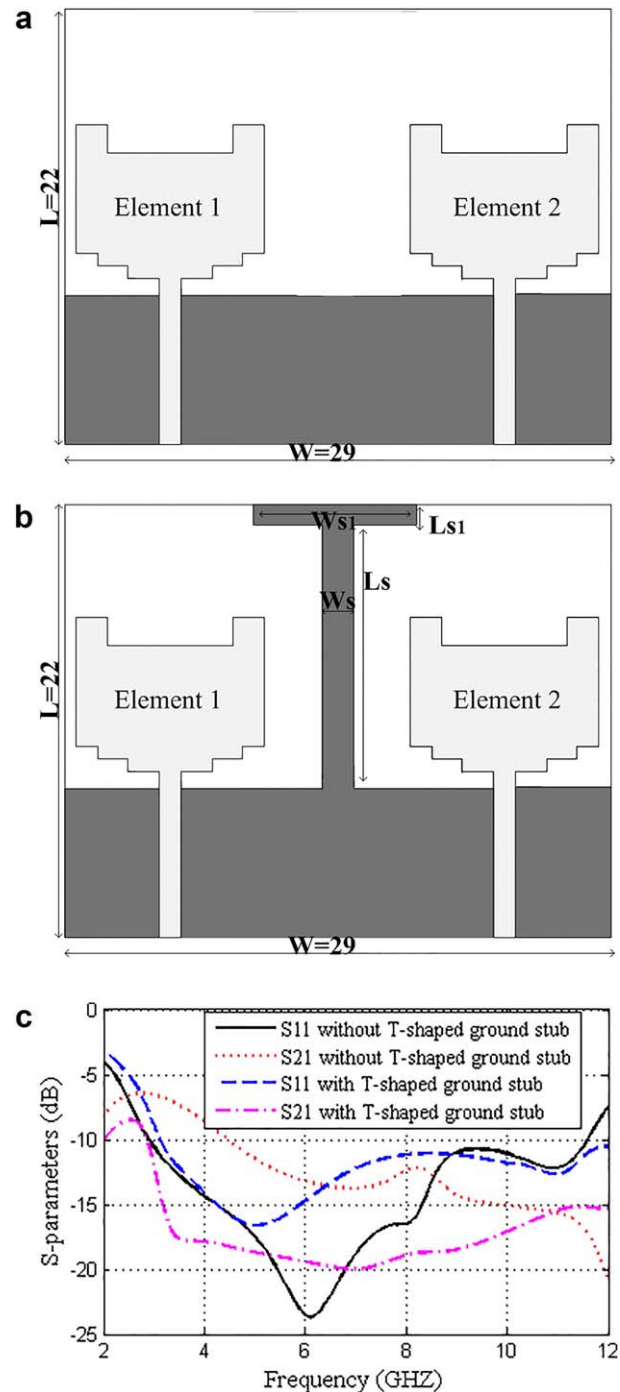 a
L=22
Element 1
Element 2
W=29
b
Ws1
Ls1
Ls
Ws
L=22
Element 1
Element 2
W=29
c
S11 without T-shaped ground stub
S21 without T-shaped ground stub
S11 with T-shaped ground stub
S21 with T-shaped ground stub
S-parameters (dB)
0
-5
-10
-15
-20
-25
2 4 6 8 10 12
Frequency (GHZ)